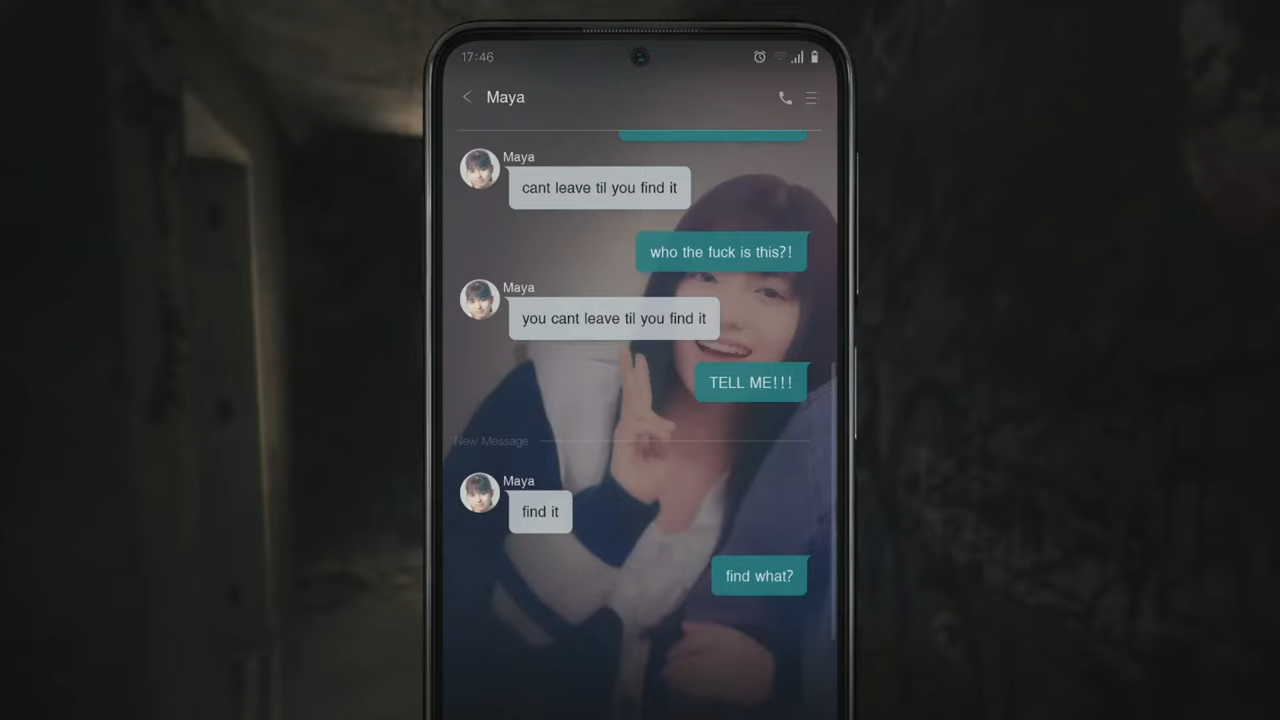 17:46
Maya
Maya
cant leave til you find it
who the fuck is this?!
Maya
you cant leave til you find it
TELL ME!!!
New Message
Maya
find it
find what?